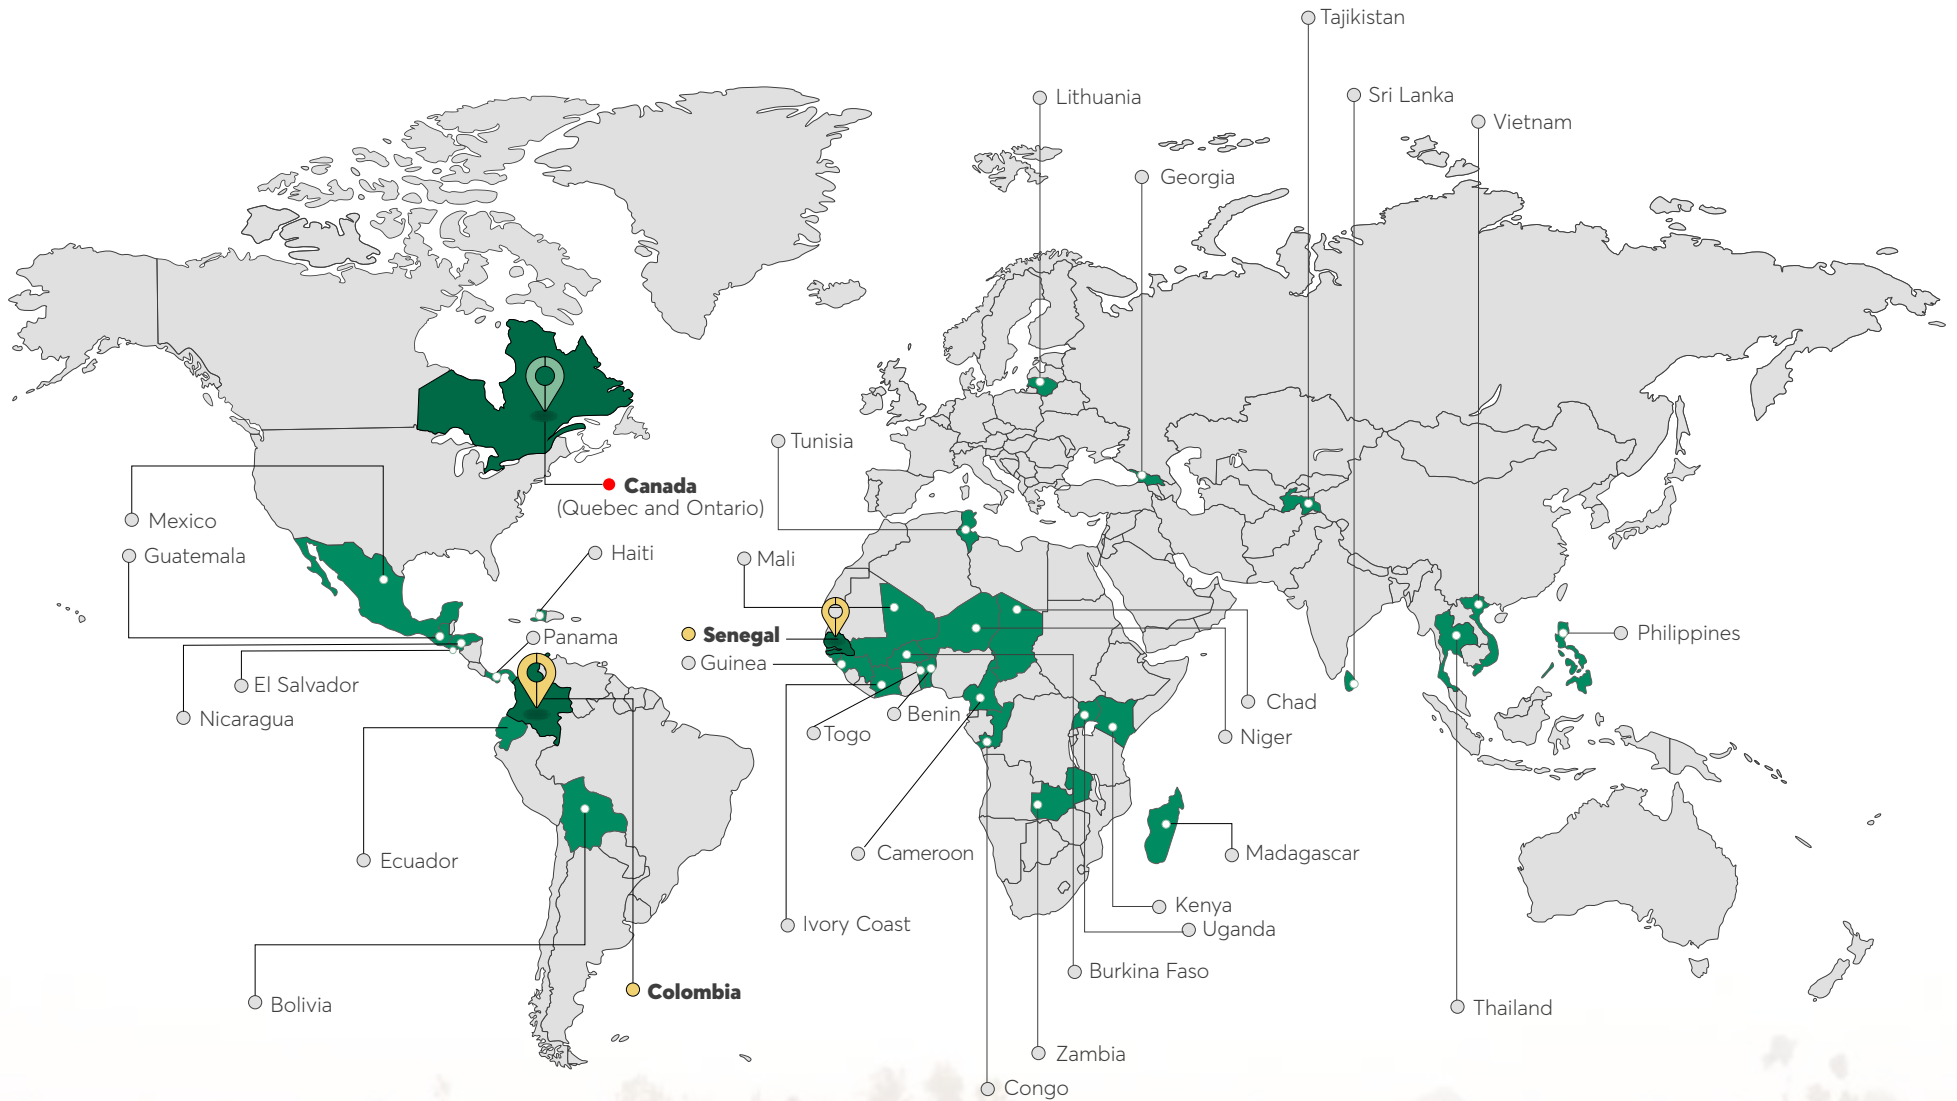 Tajikistan
Lithuania
Sri Lanka
Vietnam
Georgia
Tunisia
Canada
(Quebec and Ontario)
Mexico
Guatemala
Haiti
Mali
Senegal
Panama
Philippines
Guinea
El Salvador
Chad
Nicaragua
Benin
Togo
Niger
Ecuador
Cameroon
Madagascar
Kenya
Ivory Coast
Uganda
Burkina Faso
Colombia
Bolivia
Thailand
Zambia
Congo